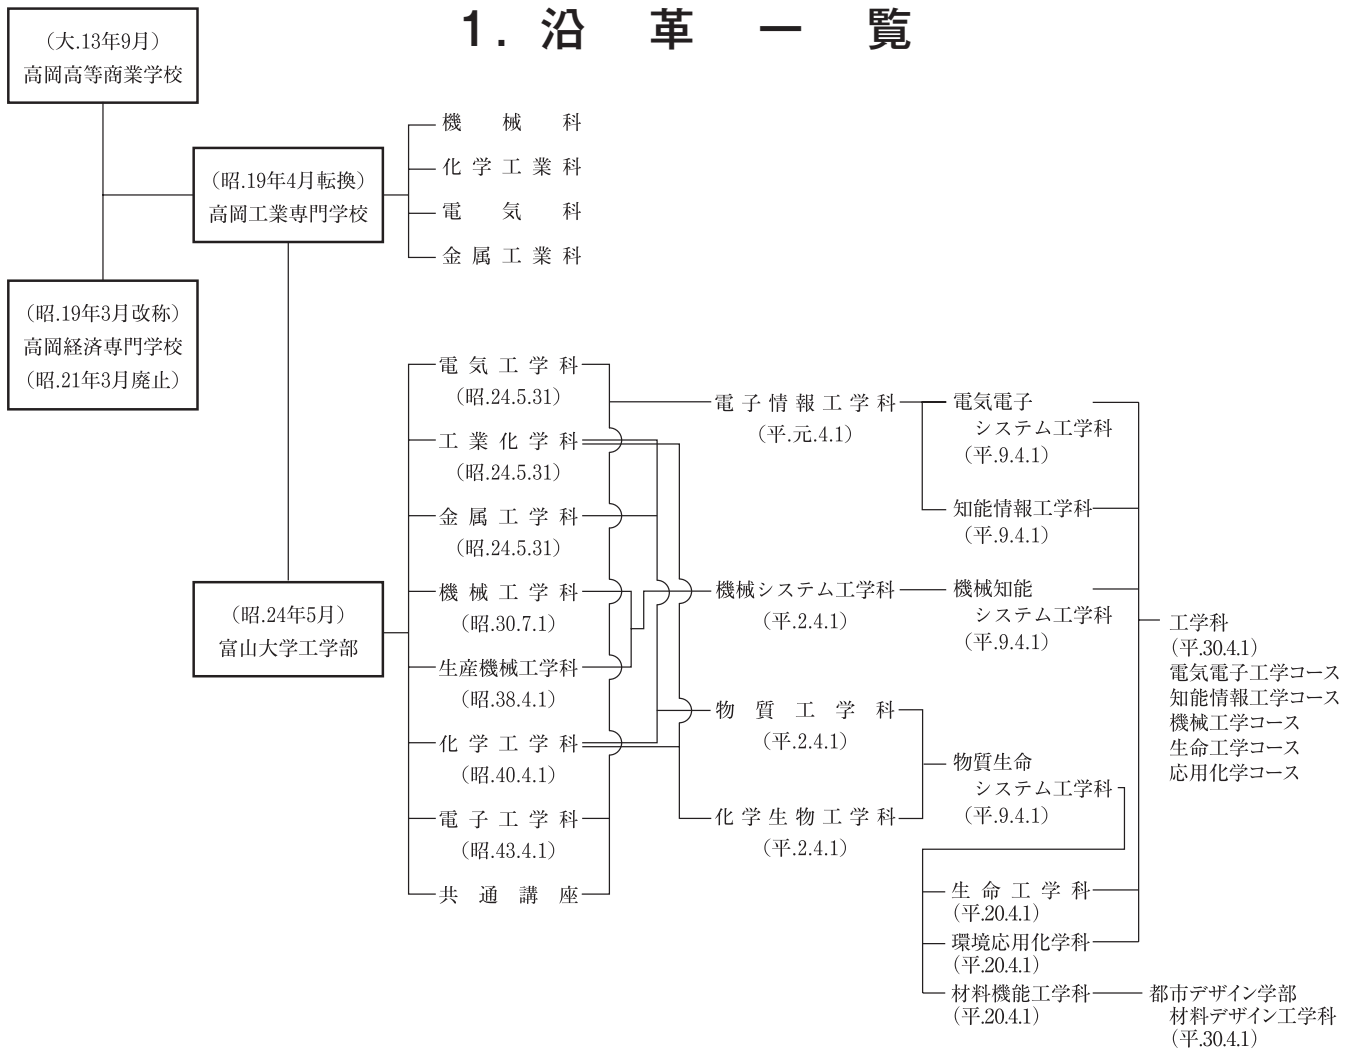 1. 沿革一覧
（大.13年9月）
高岡高等商業学校
（昭.19年4月転換）
高岡工業専門学校
（昭.19年3月改称）
高岡経済専門学校
（昭.21年3月廃止）
機械科
化学工業科
電気科
金属工業科
（昭.24年5月）
富山大学工学部
電気工学科
（昭.24.5.31）
工業化学科
（昭.24.5.31）
金属工学科
（昭.24.5.31）
機械工学科
（昭.30.7.1）
生産機械工学科
（昭.38.4.1）
化学工学科
（昭.40.4.1）
電子工学科
（昭.43.4.1）
共通講座
電子情報工学科
（平.元.4.1）
機械システム工学科
（平.2.4.1）
物質工学科
（平.2.4.1）
化学生物工学科
（平.2.4.1）
電気電子
システム工学科
（平.9.4.1）
知能情報工学科
（平.9.4.1）
機械知能
システム工学科
（平.9.4.1）
物質生命
システム工学科
（平.9.4.1）
生命工学科
（平.20.4.1）
環境応用化学科
（平.20.4.1）
材料機能工学科
（平.20.4.1）
工学科
（平.30.4.1）
電気電子工学コース
知能情報工学コース
機械工学コース
生命工学コース
応用化学コース
都市デザイン学部
材料デザイン工学科
（平.30.4.1）